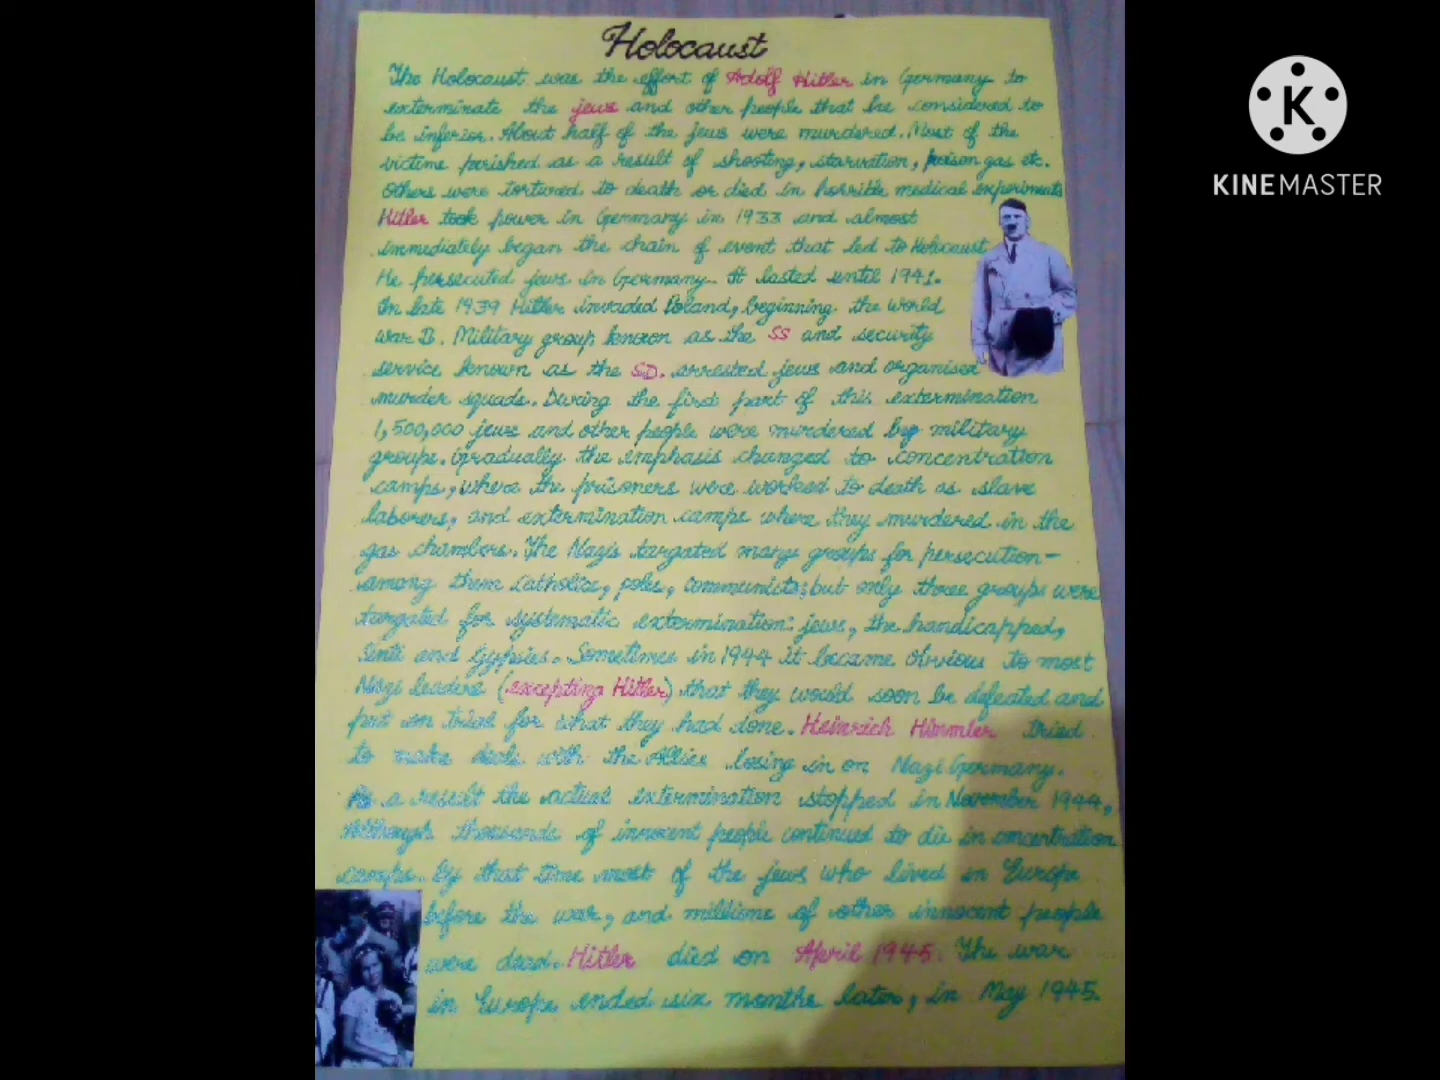 Holocaust
The Holocaust was the effort of Adolf Hitler in Germany to
exterminate the jews and other people that he considered to
be inferior. About half of the jews were murdered. Most of the
victims perished as a result of shooting, starvation, poison gas etc.
Others were tortured to death or died in horrible medical experiments
Hitler took power in Germany in 1933 and almost
immediately began the chain of event that led to Holocaust
He persecuted jews in Germany. It lasted until 1941.
In late 1939 Hitler invaded Poland, beginning the world
war II. Military group known as the SS and security
service known as the SD. arrested jews and organised
murder squads. During the first part of this extermination
1,500,000 jews and other people were murdered by military
groups. Gradually the emphasis changed to concentration
camps, where the prisoners were worked to death as slave
laborers, and extermination camps where they murdered in the
gas chambers. The Nazis targated many groups for persecution-
among them catholics, poles, communists; but only three groups were
targated for systematic extermination: jews, the handicapped,
Sinti and Gypsies. Sometimes in 1944 it became obvious to most
Nazi leaders (excepting Hitler) that they would soon be defeated and
put on trial for what they had done. Heinrich Himmler tried
to make deals with the Allies losing in on Nazi Germany.
As a result the actual extermination stopped in November 1944,
Although thousands of innocent people continued to die in concentration
camps. By that time most of the jews who lived in Europe
before the war, and millions of other innocent people
were dead. Hitler died on April 1945. The war
in Europe ended six months later, in May 1945.
KINEMASTER